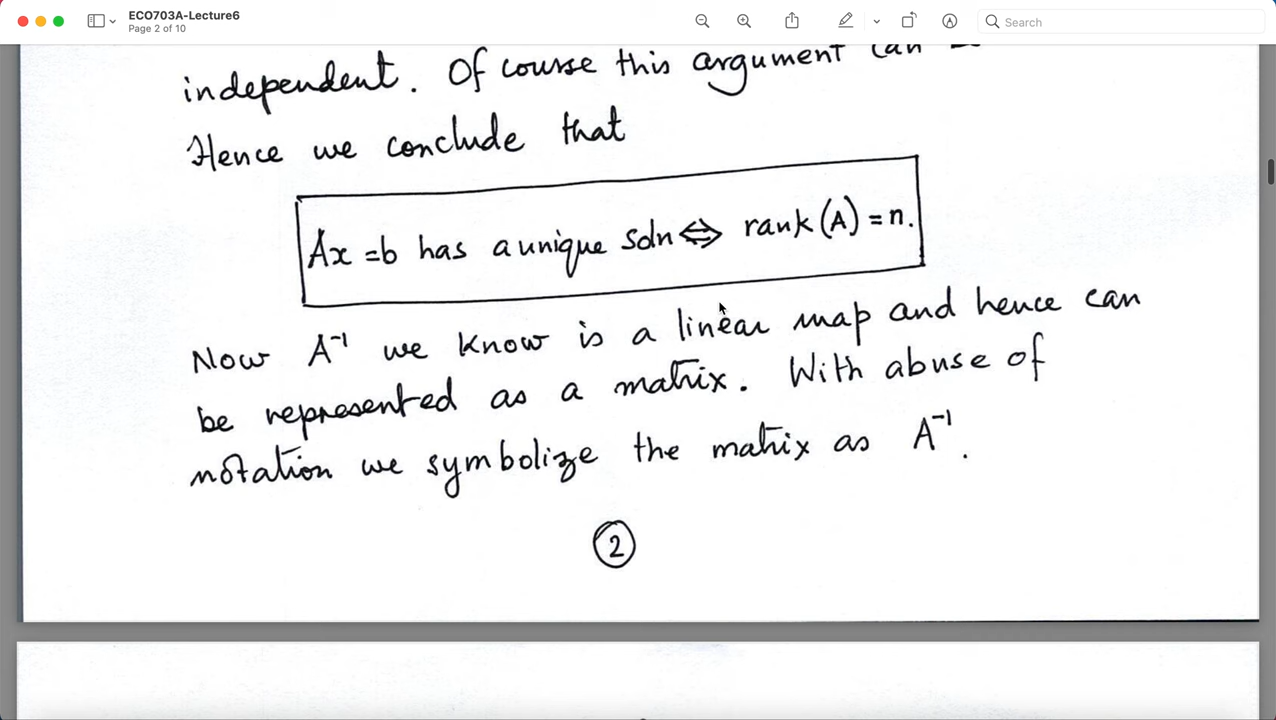 ECO703A-Lecture6
Page 2 of 10
Search
independent. Of course this argument can
Hence we conclude that
Ax = b has a unique soln ⇔ rank (A) = n.
Now A⁻¹ we know is a linear map and hence can
be represented as a matrix. With abuse of
notation we symbolize the matrix as A⁻¹.
2